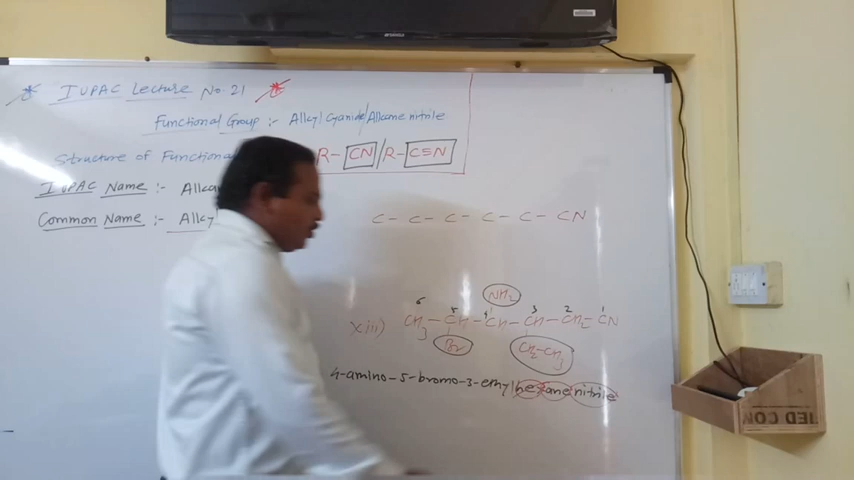 IUPAC Lecture No. 21
Functional Group :- Alkyl Cyanide/Alkane nitrile
Structure of Functional
R-CN/R-C≡N
IUPAC Name :-
Common Name :-
C- C- C- C- C- CN
NH2
6 5 4 3 2 1
xiii) CH3-CH-CH-CH-CH2-CN
Br CH2-CH3
4-amino-5-bromo-3-ethylhexanenitrile
IED COM